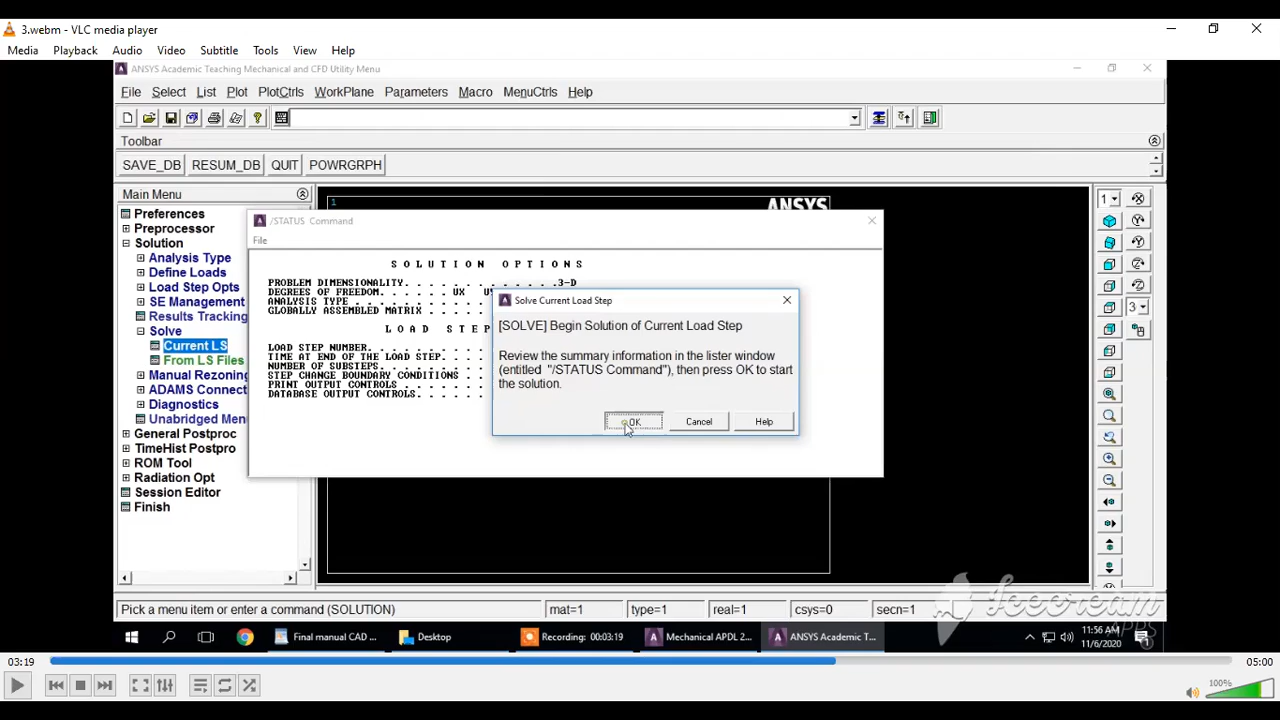 3.webm - VLC media player
Media Playback Audio Video Subtitle Tools View Help
ANSYS Academic Teaching Mechanical and CFD Utility Menu
File Select List Plot PlotCtrls WorkPlane Parameters Macro MenuCtrls Help
Toolbar
SAVE_DB RESUM_DB QUIT POWRGRPH
Main Menu
Preferences
Preprocessor
Solution
Analysis Type
Define Loads
Load Step Opts
SE Management
Results Tracking
Solve
Current LS
From LS Files
Manual Rezoning
ADAMS Connect
Diagnostics
Unabridged Men
General Postproc
TimeHist Postpro
ROM Tool
Radiation Opt
Session Editor
Finish
1
ANSYS
/STATUS Command
File
S O L U T I O N O P T I O N S
PROBLEM DIMENSIONALITY. . . . . . . . . . . . .3-D
DEGREES OF FREEDOM. . . . . . UX
ANALYSIS TYPE . . . . . . . . . .
GLOBALLY ASSEMBLED MATRIX . . . . .
L O A D S T E P
LOAD STEP NUMBER. . . . . . . . . .
TIME AT END OF THE LOAD STEP. . . . .
NUMBER OF SUBSTEPS. . . . . . . . .
STEP CHANGE BOUNDARY CONDITIONS . . .
PRINT OUTPUT CONTROLS . . . . . . .
DATABASE OUTPUT CONTROLS. . . . . .
Solve Current Load Step
[SOLVE] Begin Solution of Current Load Step
Review the summary information in the lister window
(entitled "/STATUS Command"), then press OK to start
the solution.
OK Cancel Help
1
3
Pick a menu item or enter a command (SOLUTION) mat=1 type=1 real=1 csys=0 secn=1
Icecream
APPS
Final manual CAD ... Desktop Recording: 00:03:19 Mechanical APDL 2... ANSYS Academic T...
11:56 AM
11/6/2020
1
03:19 05:00
100%